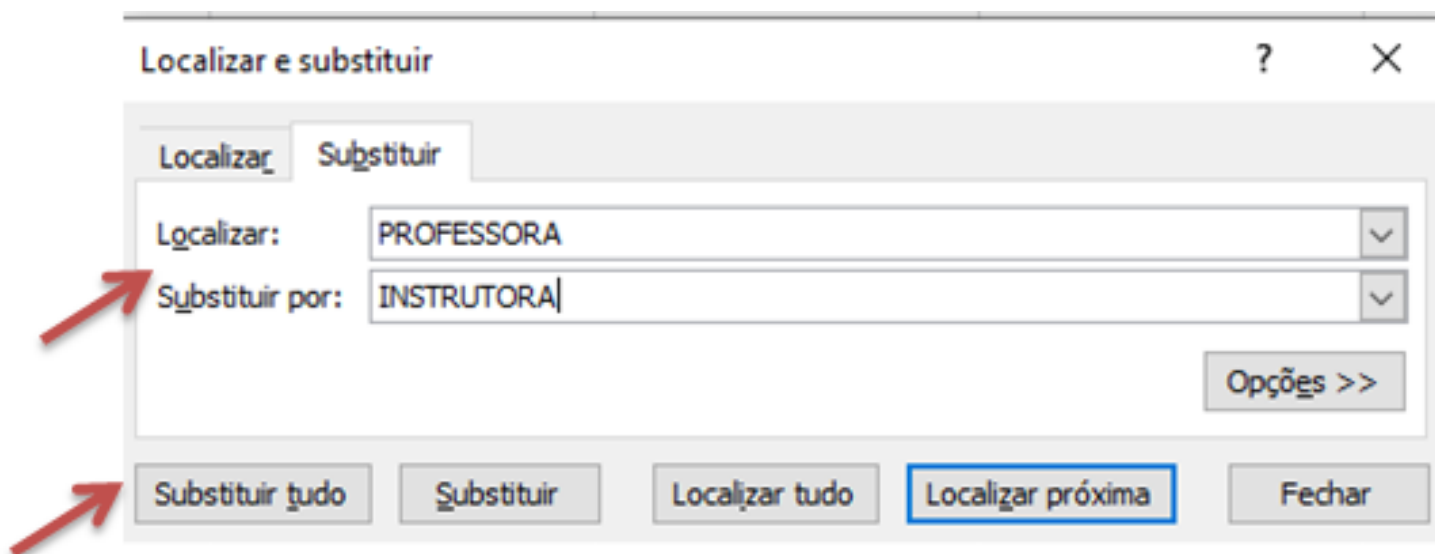 Localizar e substituir ? X
Localizar Substituir
Localizar: PROFESSORA
Substituir por: INSTRUTORA
Opções >>
Substituir tudo Substituir Localizar tudo Localizar próxima Fechar